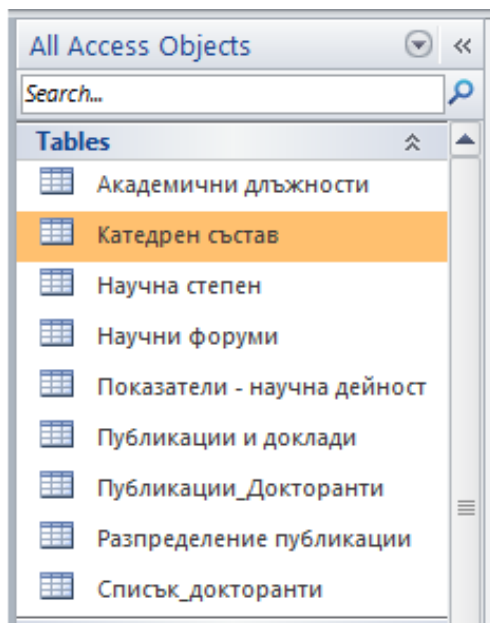 All Access Objects
Search...
Tables
Академични длъжности
Катедрен състав
Научна степен
Научни форуми
Показатели - научна дейност
Публикации и доклади
Публикации_Докторанти
Разпределение публикации
Списък_докторанти